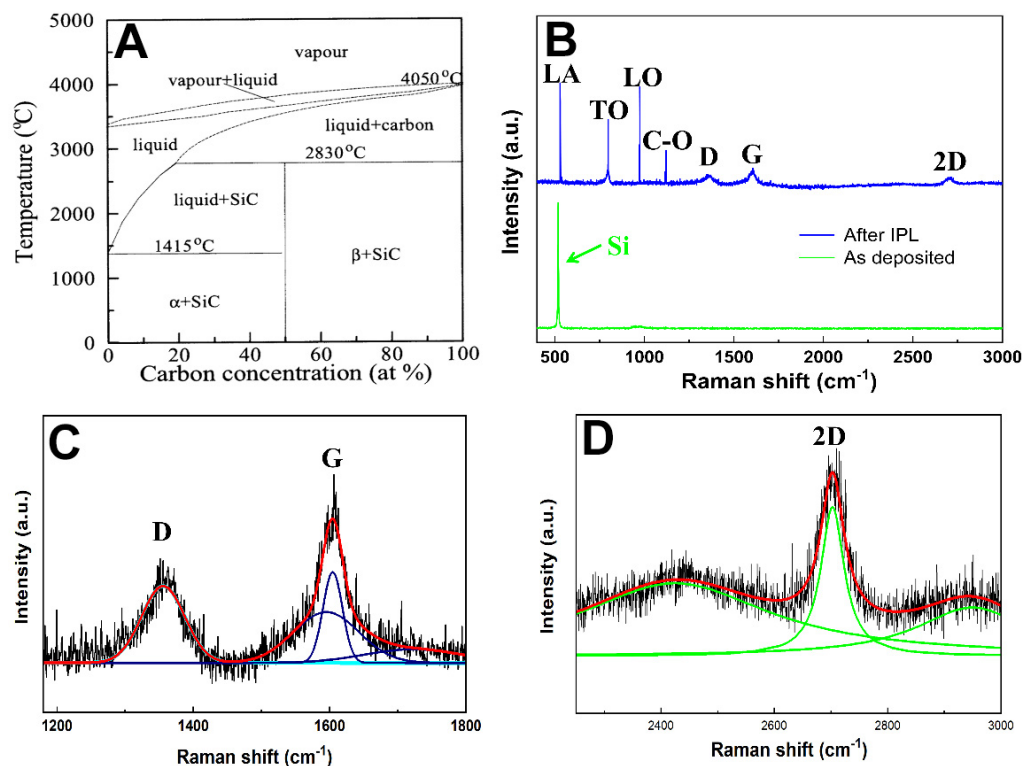 A
5000
4000
3000
2000
1000
0
Temperature (°C)
vapour
4050 °C
vapour+liquid
liquid+carbon
liquid
2830°C
liquid+SiC
1415°C
β+SiC
α+SiC
0 20 40 60 80 100
Carbon concentration (at %)
B
Intensity (a.u.)
LA
TO
LO
C-O
D
G
2D
Si
After IPL
As deposited
500 1000 1500 2000 2500 3000
Raman shift (cm-1)
C
Intensity (a.u.)
D
G
1200 1400 1600 1800
Raman shift (cm-1)
D
Intensity (a.u.)
2D
2400 2600 2800 3000
Raman shift (cm-1)